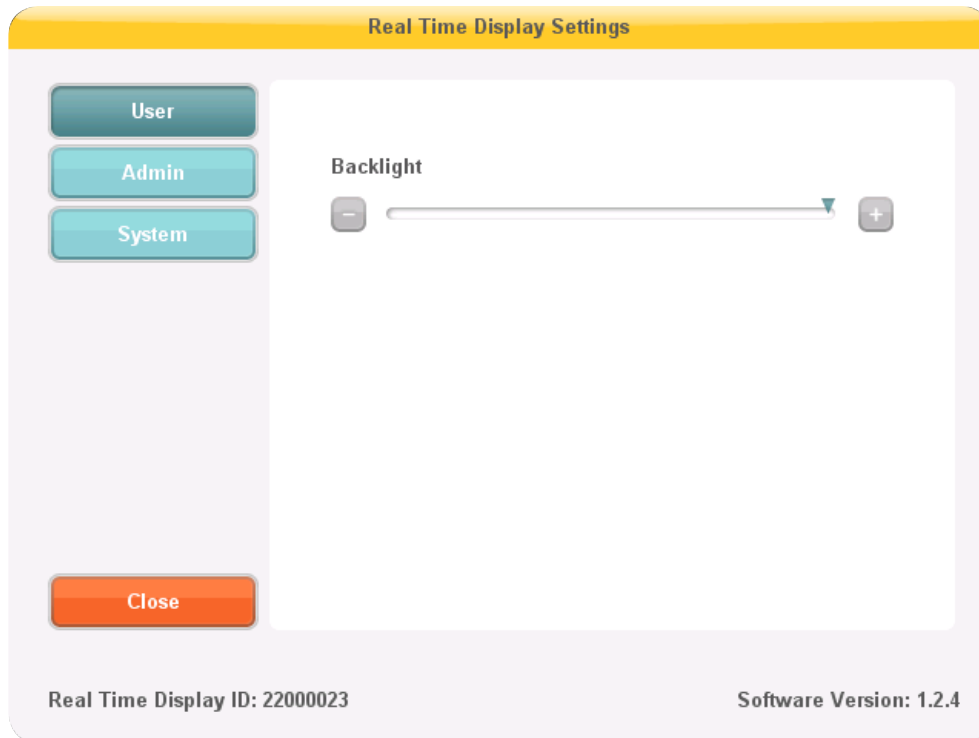 Real Time Display Settings
User
Admin
System
Backlight
−
+
Close
Real Time Display ID: 22000023
Software Version: 1.2.4